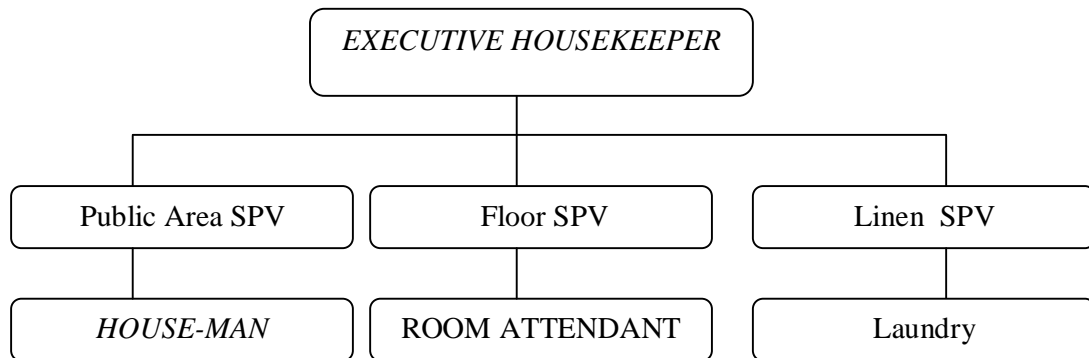 EXECUTIVE HOUSEKEEPER
Public Area SPV
Floor SPV
Linen SPV
HOUSE-MAN
ROOM ATTENDANT
Laundry